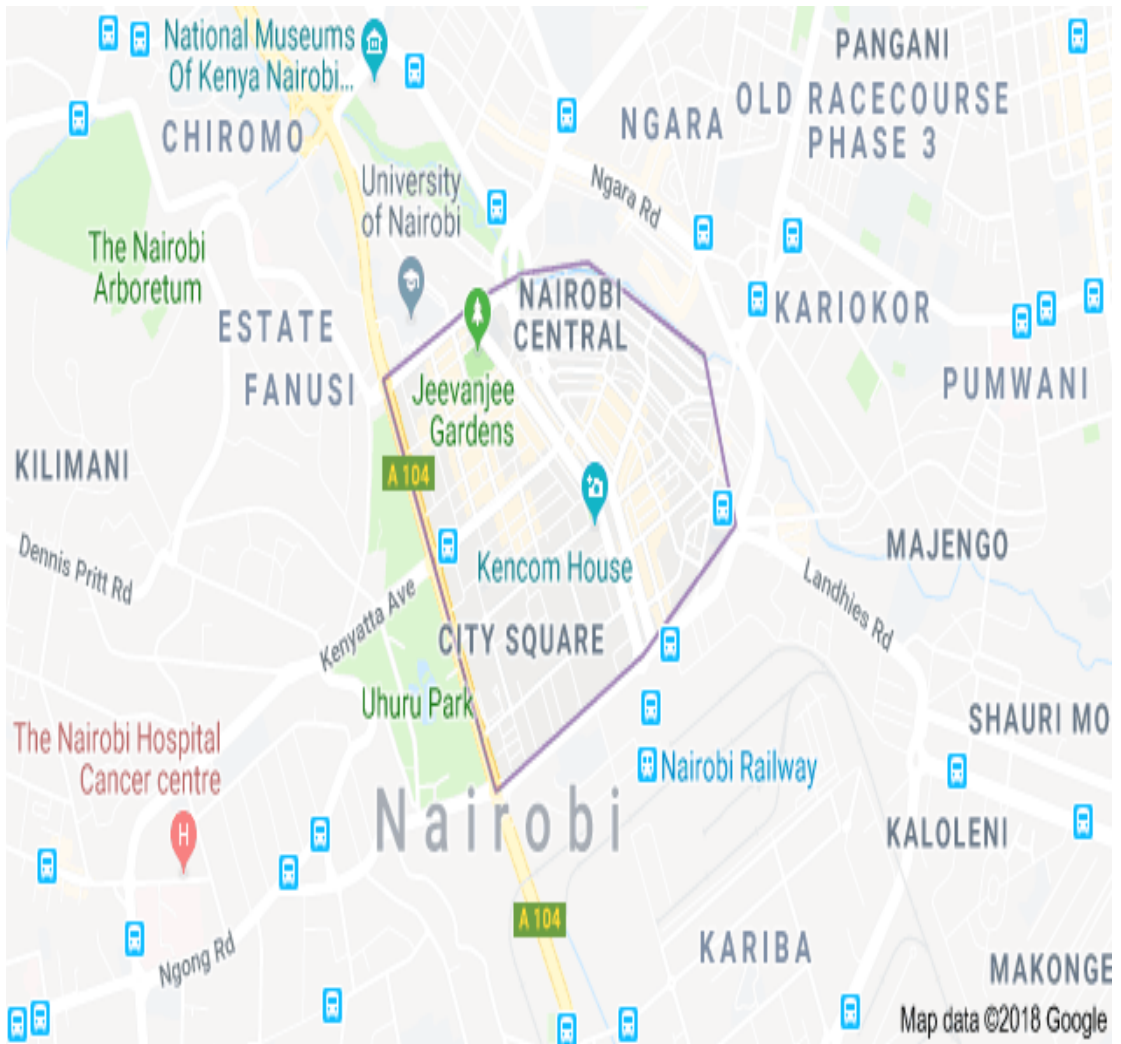 National Museums
Of Kenya Nairobi...
PANGANI
CHIROMO
NGARA
OLD RACECOURSE
PHASE 3
Ngara Rd
University
of Nairobi
The Nairobi
Arboretum
NAIROBI
CENTRAL
KARIOKOR
ESTATE
FANUSI
Jeevanjee
Gardens
PUMWANI
KILIMANI
A 104
Dennis Pritt Rd
Kencom House
MAJENGO
Landhies Rd
Kenyatta Ave
CITY SQUARE
Uhuru Park
SHAURI MO
The Nairobi Hospital
Cancer centre
H
Nairobi Railway
Nairobi
KALOLENI
A 104
Ngong Rd
KARIBA
MAKONGE
Map data ©2018 Google